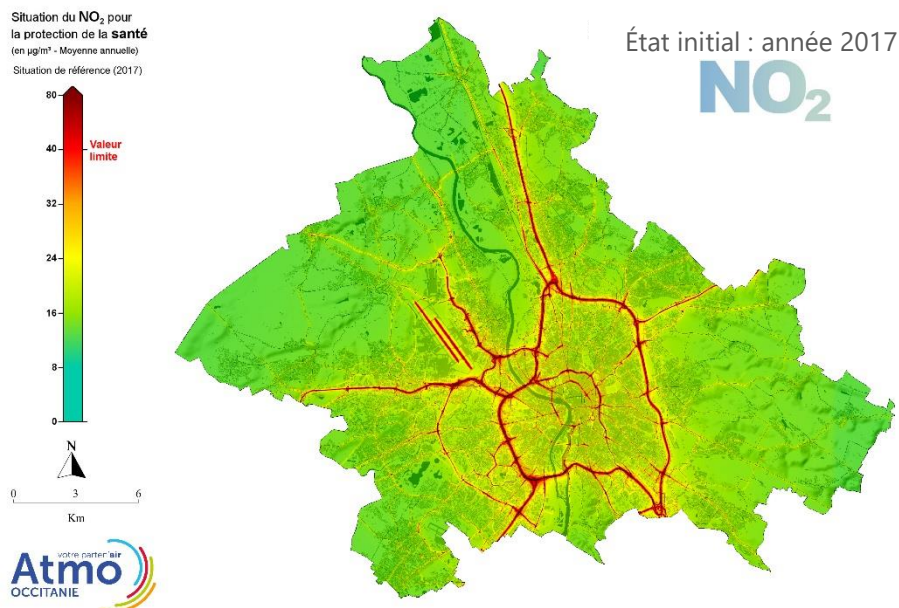 Situation du NO₂ pour
la protection de la santé
(en µg/m³ - Moyenne annuelle)
Situation de référence (2017)
80
40
Valeur
limite
32
24
16
8
0
N
0 3 6
Km
votre parten'air
Atmo
OCCITANIE
État initial : année 2017
NO₂